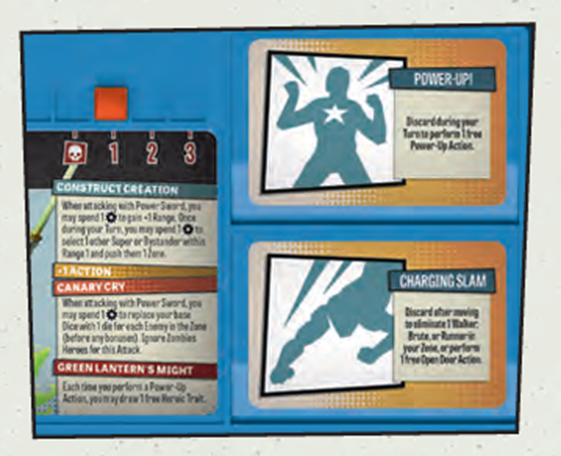 1 2 3
CONSTRUCT CREATION
When attacking with Power Sword, you
may spend 1 to gain +1 Range. Once
during your Turn, you may spend 1 to
select 1 other Super or Bystander within
Range 1 and push them 1 Zone.
+1 ACTION
CANARY CRY
When attacking with Power Sword, you
may spend 1 to replace your base
Dice with 1 die for each Enemy in the Zone
(before any bonuses). Ignore Zombies
Heroes for this Attack.
GREEN LANTERN'S MIGHT
Each time you perform a Power-Up
Action, you may draw 1 free Heroic Trait.
POWER-UP!
Discard during your
Turn to perform 1 free
Power-Up Action.
CHARGING SLAM
Discard after moving
to eliminate 1 Walker,
Brute, or Runner in
your Zone, or perform
1 free Open Door Action.